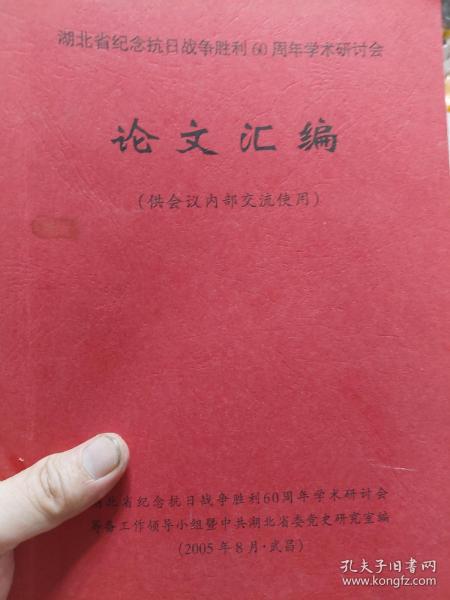 湖北省纪念抗日战争胜利60周年学术研讨会
论文汇编
(供会议内部交流使用)
湖北省纪念抗日战争胜利60周年学术研讨会
筹备工作领导小组暨中共湖北省委党史研究室编
(2005年8月·武昌)
孔夫子旧书网
www.kongfz.com